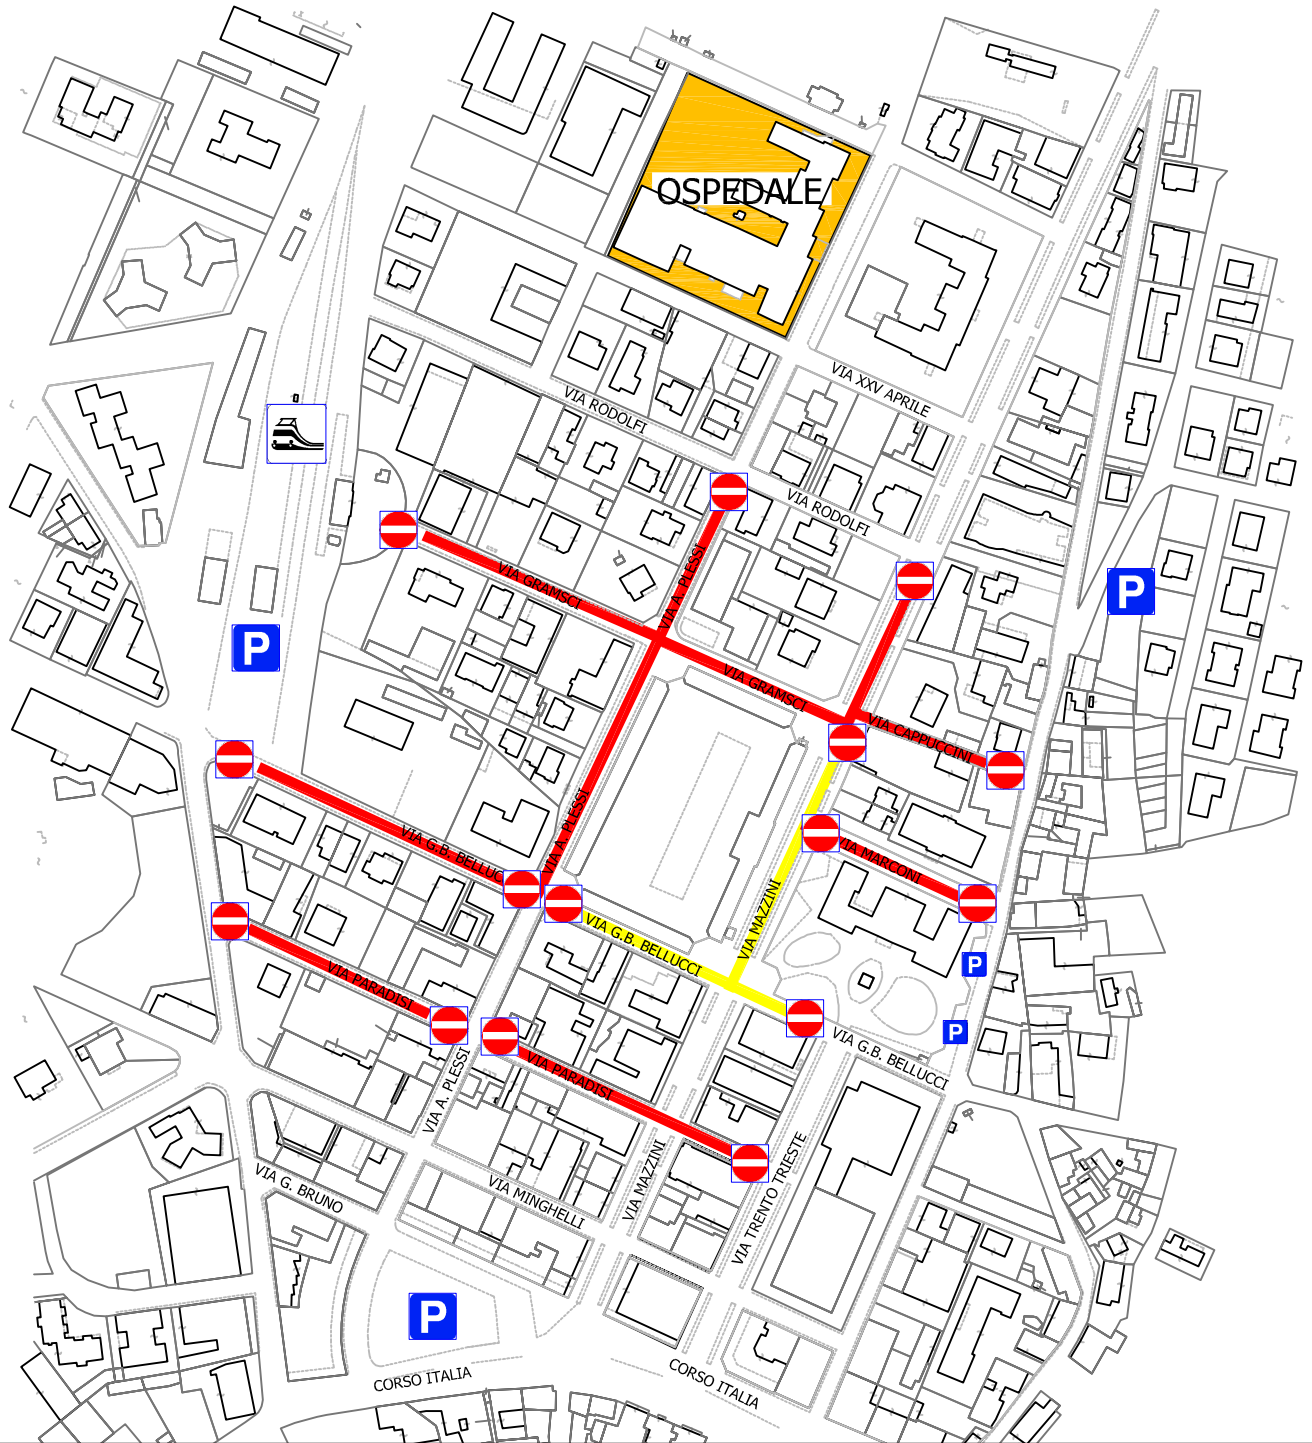 OSPEDALE
VIA XXV APRILE
VIA RODOLFI
VIA RODOLFI
VIA GRAMSCI
VIA A. PLESSI
P
P
VIA GRAMSCI
VIA CAPPUCCINI
VIA A. PLESSI
VIA G.B. BELLUC
VIA MARCONI
VIA MAZZINI
VIA G.B. BELLUCCI
P
VIA PARADISI
P
VIA G.B. BELLUCCI
VIA PARADISI
VIA A. PLESSI
VIA MAZZINI
VIA TRENTO TRIESTE
VIA G. BRUNO
VIA MINGHELLI
P
CORSO ITALIA
CORSO ITALIA